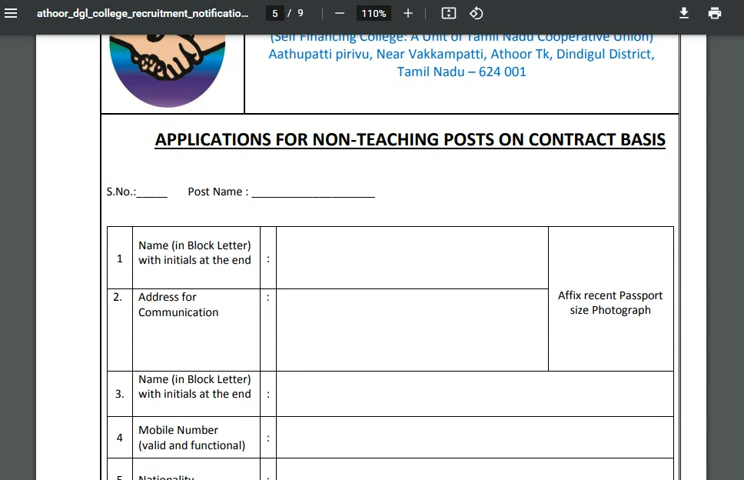 athoor_dgl_college_recruitment_notificatio...
5 / 9
110%
(Self Financing College: A Unit of Tamil Nadu Cooperative Union)
Aathupatti pirivu, Near Vakkampatti, Athoor Tk, Dindigul District,
Tamil Nadu – 624 001
APPLICATIONS FOR NON-TEACHING POSTS ON CONTRACT BASIS
S.No.:_____ Post Name : ____________________
1 Name (in Block Letter) with initials at the end :
2. Address for Communication :
Affix recent Passport
size Photograph
3. Name (in Block Letter) with initials at the end :
4 Mobile Number (valid and functional) :
5 Nationality :